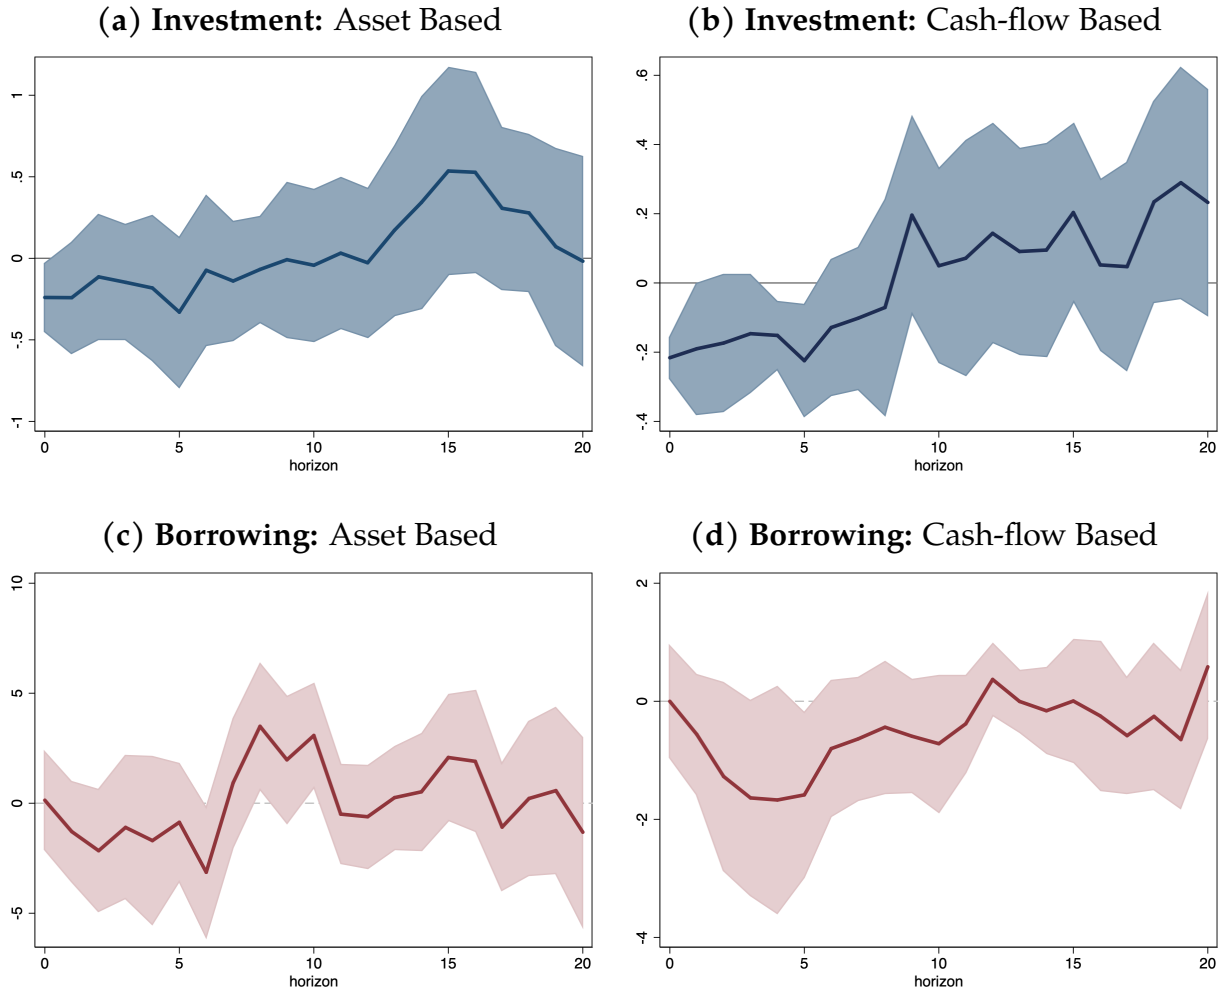 (a) Investment: Asset Based
1
.5
0
-.5
-1
0 5 10 15 20
horizon
(b) Investment: Cash-flow Based
.6
.4
.2
0
-.2
-.4
0 5 10 15 20
horizon
(c) Borrowing: Asset Based
10
5
0
-5
0 5 10 15 20
horizon
(d) Borrowing: Cash-flow Based
2
0
-2
-4
0 5 10 15 20
horizon